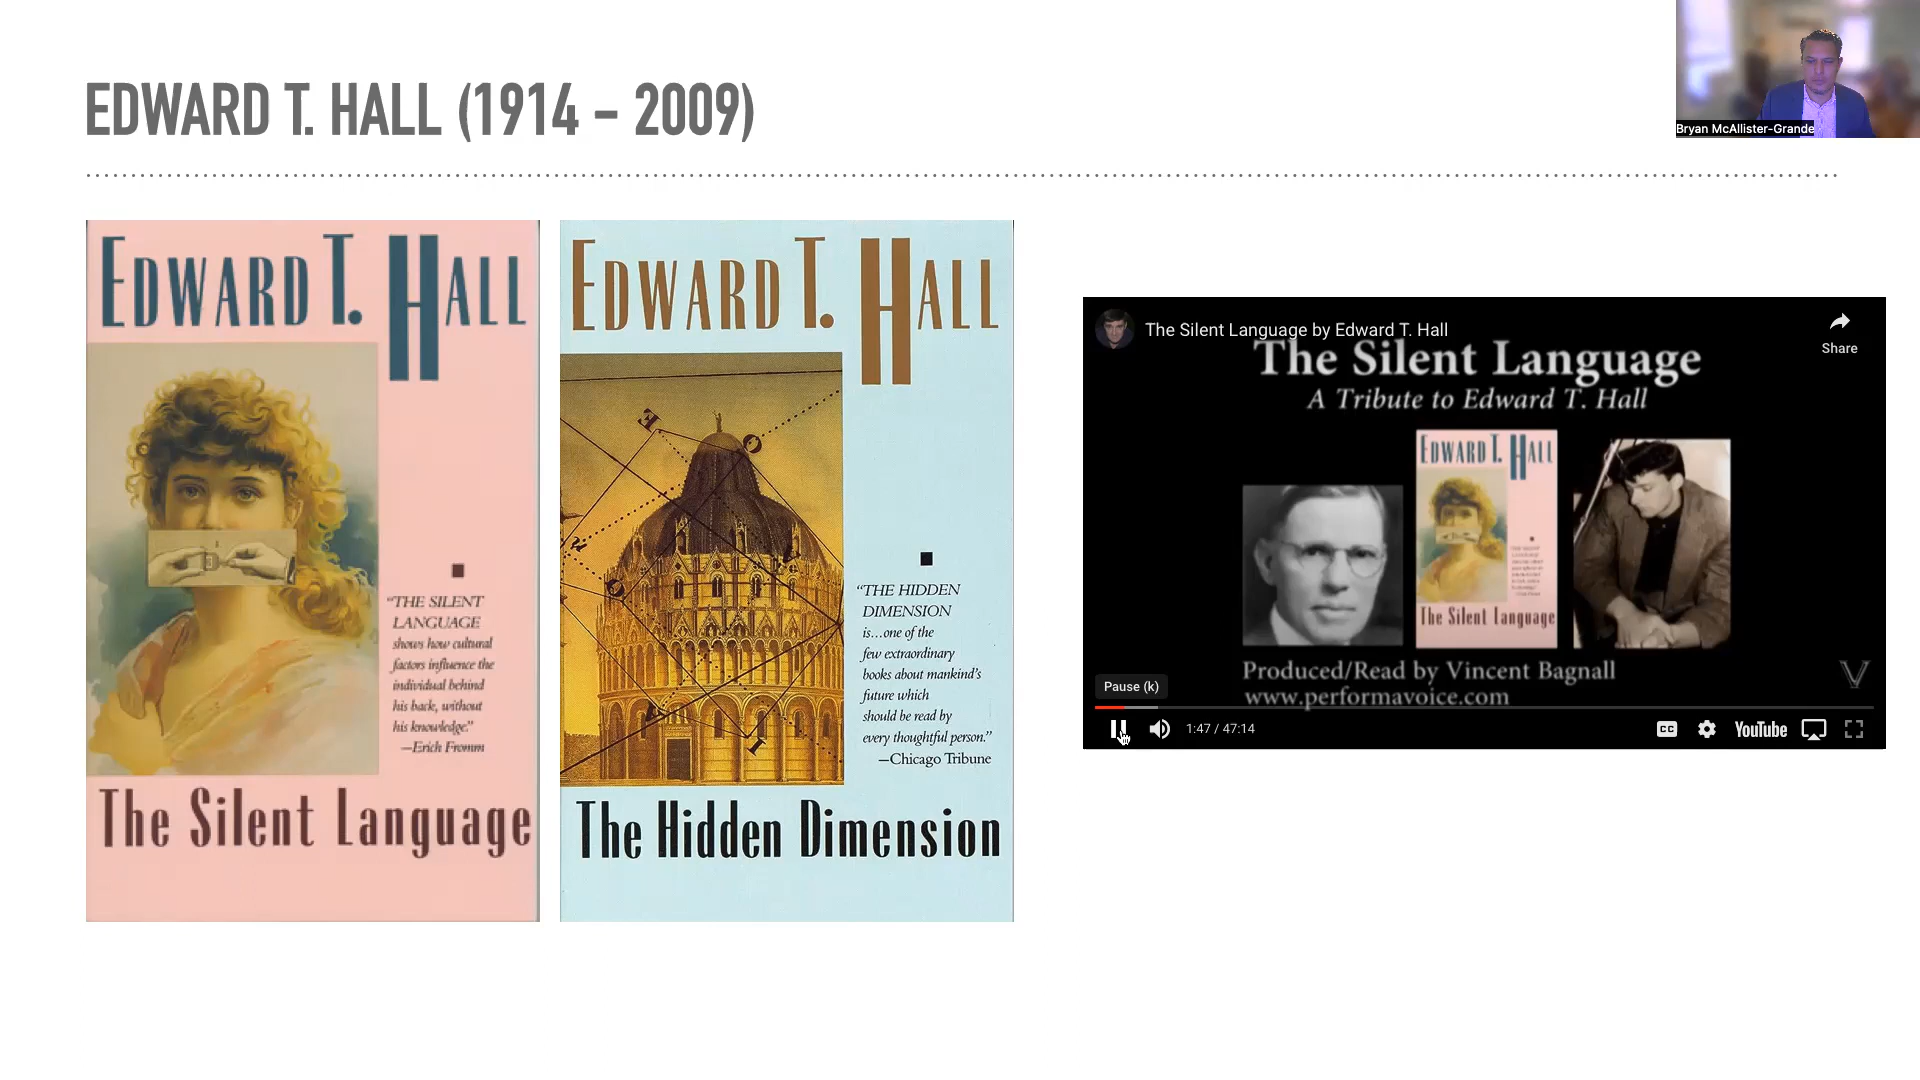 EDWARD T. HALL (1914 – 2009)
Bryan McAllister-Grande
EDWARD T. HALL
"THE SILENT
LANGUAGE
shows how cultural
factors influence the
individual behind
his back, without
his knowledge."
—Erich Fromm
The Silent Language
EDWARD T. HALL
"THE HIDDEN
DIMENSION
is...one of the
few extraordinary
books about mankind's
future which
should be read by
every thoughtful person."
—Chicago Tribune
The Hidden Dimension
The Silent Language by Edward T. Hall
Share
The Silent Language
A Tribute to Edward T. Hall
EDWARD T. HALL
The Silent Language
Produced/Read by Vincent Bagnall
www.performavoice.com
Pause (k)
1:47 / 47:14
CC
YouTube